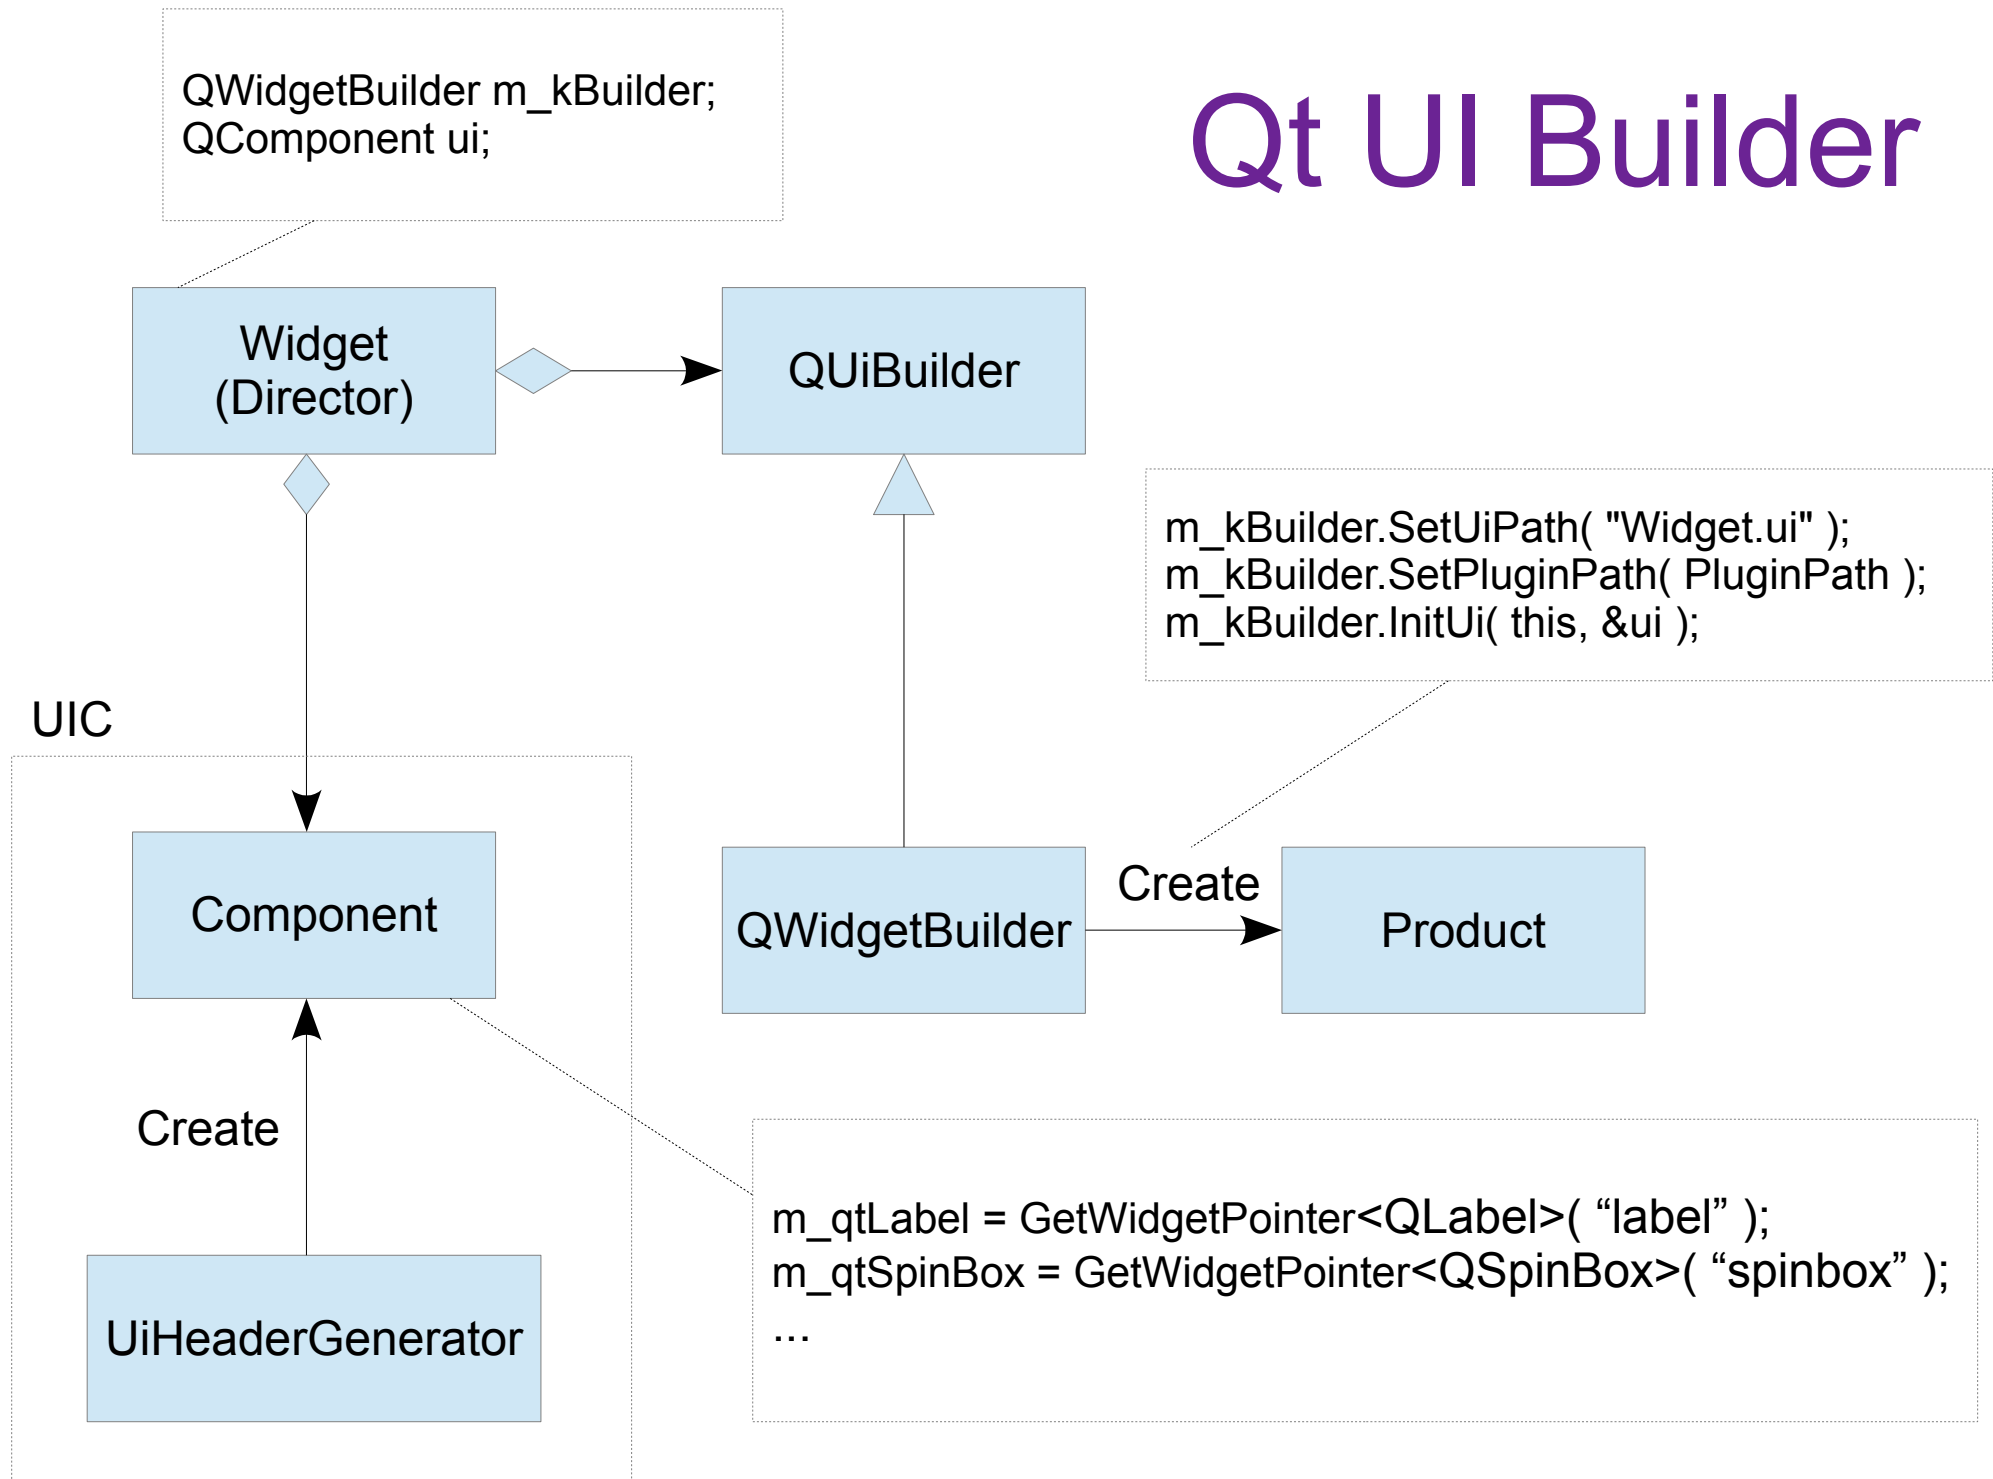 QWidgetBuilder m_kBuilder;
QComponent ui;
Qt UI Builder
Widget
(Director)
QUiBuilder
m_kBuilder.SetUiPath( "Widget.ui" );
m_kBuilder.SetPluginPath( PluginPath );
m_kBuilder.InitUi( this, &ui );
UIC
Component
QWidgetBuilder
Create
Product
Create
UiHeaderGenerator
m_qtLabel = GetWidgetPointer<QLabel>( “label” );
m_qtSpinBox = GetWidgetPointer<QSpinBox>( “spinbox” );
...